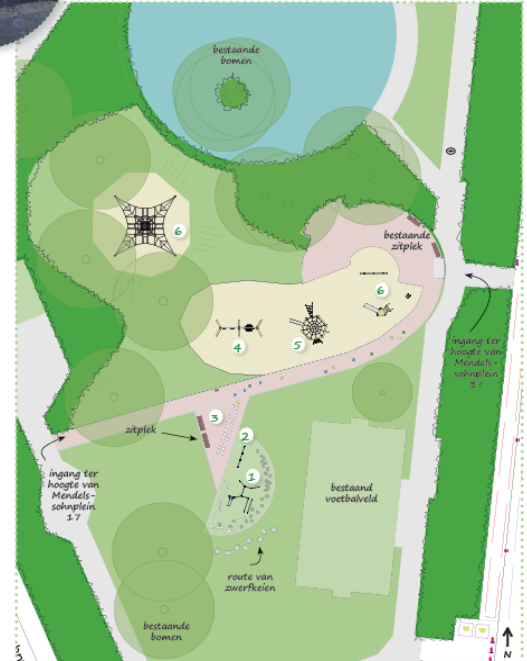 bestaande
bomen
6
bestaande
zitplek
6
4
5
ingang ter
hoogte van
Mendels-
sohnplein
37
3
zitplek
2
1
ingang ter
hoogte van
Mendels-
sohnplein
17
bestaand
voetbalveld
route van
zwerfkeien
bestaande
bomen
N